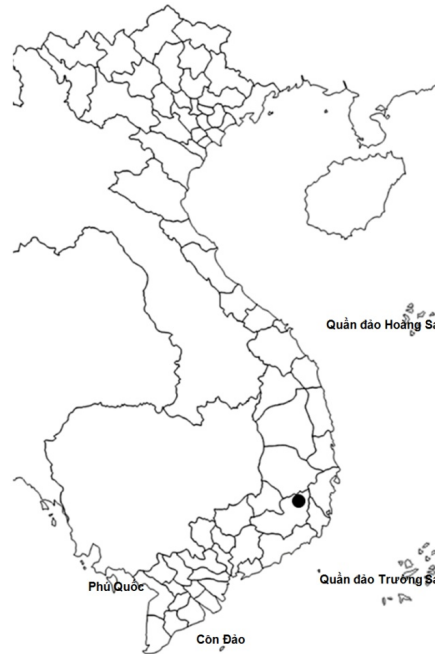 Quần đảo Hoàng Sa
Quần đảo Trường Sa
Phú Quốc
Côn Đảo